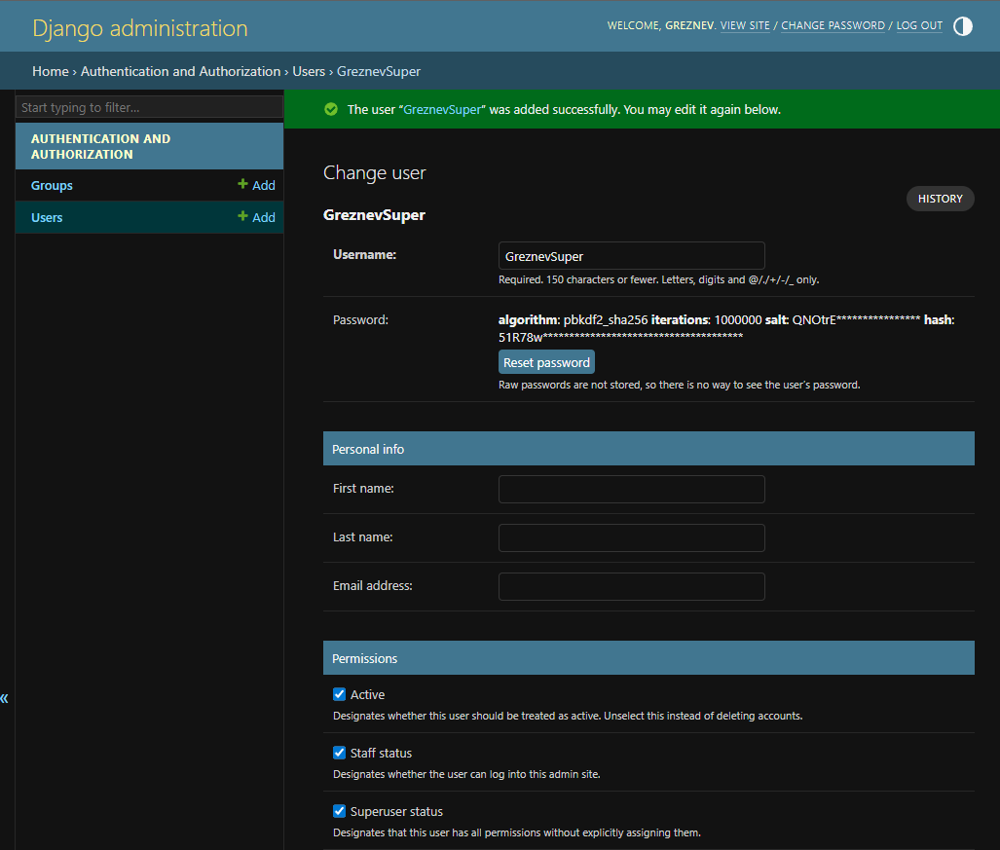 Django administration
WELCOME, GREZNEV. VIEW SITE / CHANGE PASSWORD / LOG OUT
Home › Authentication and Authorization › Users › GreznevSuper
Start typing to filter...
AUTHENTICATION AND
AUTHORIZATION
Groups + Add
Users + Add
«
The user “GreznevSuper” was added successfully. You may edit it again below.
Change user
HISTORY
GreznevSuper
Username: GreznevSuper
Required. 150 characters or fewer. Letters, digits and @/./+/-/_ only.
Password: algorithm: pbkdf2_sha256 iterations: 1000000 salt: QNOtrE**************** hash:
51R78w**************************************
Reset password
Raw passwords are not stored, so there is no way to see the user’s password.
Personal info
First name:
Last name:
Email address:
Permissions
Active
Designates whether this user should be treated as active. Unselect this instead of deleting accounts.
Staff status
Designates whether the user can log into this admin site.
Superuser status
Designates that this user has all permissions without explicitly assigning them.